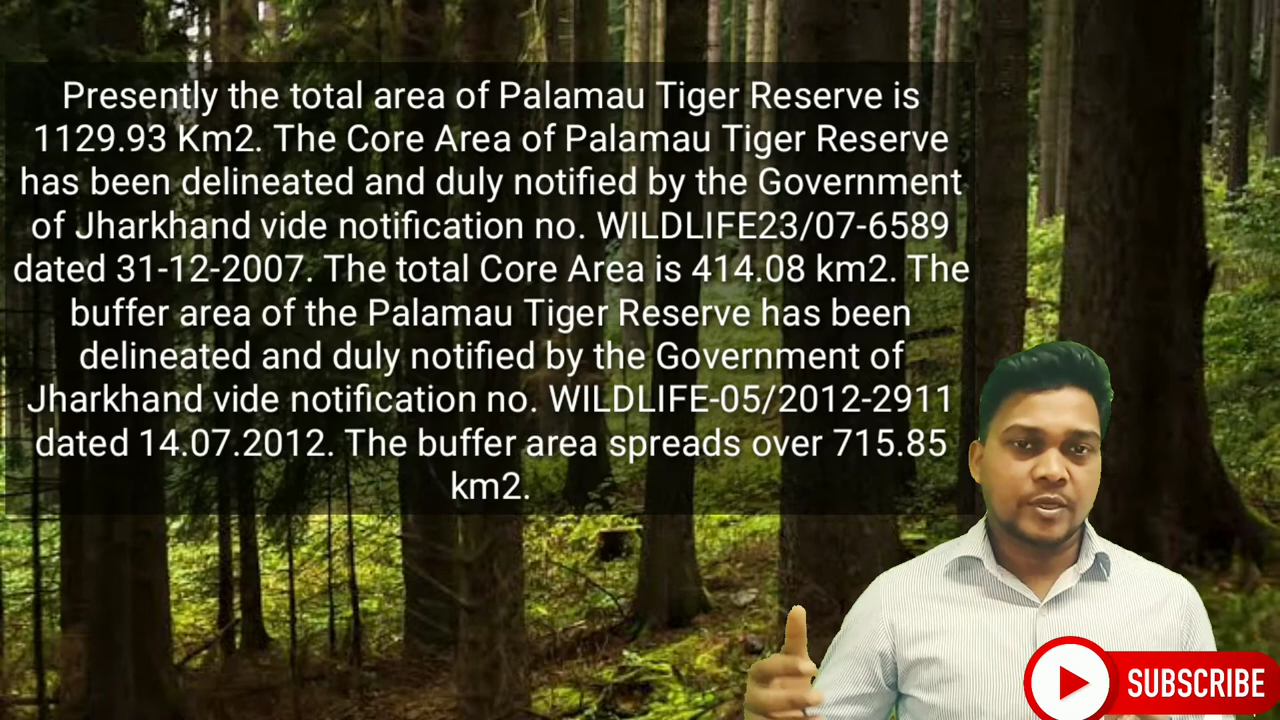 Presently the total area of Palamau Tiger Reserve is
1129.93 Km2. The Core Area of Palamau Tiger Reserve
has been delineated and duly notified by the Government
of Jharkhand vide notification no. WILDLIFE23/07-6589
dated 31-12-2007. The total Core Area is 414.08 km2. The
buffer area of the Palamau Tiger Reserve has been
delineated and duly notified by the Government of
Jharkhand vide notification no. WILDLIFE-05/2012-2911
dated 14.07.2012. The buffer area spreads over 715.85
km2.
SUBSCRIBE